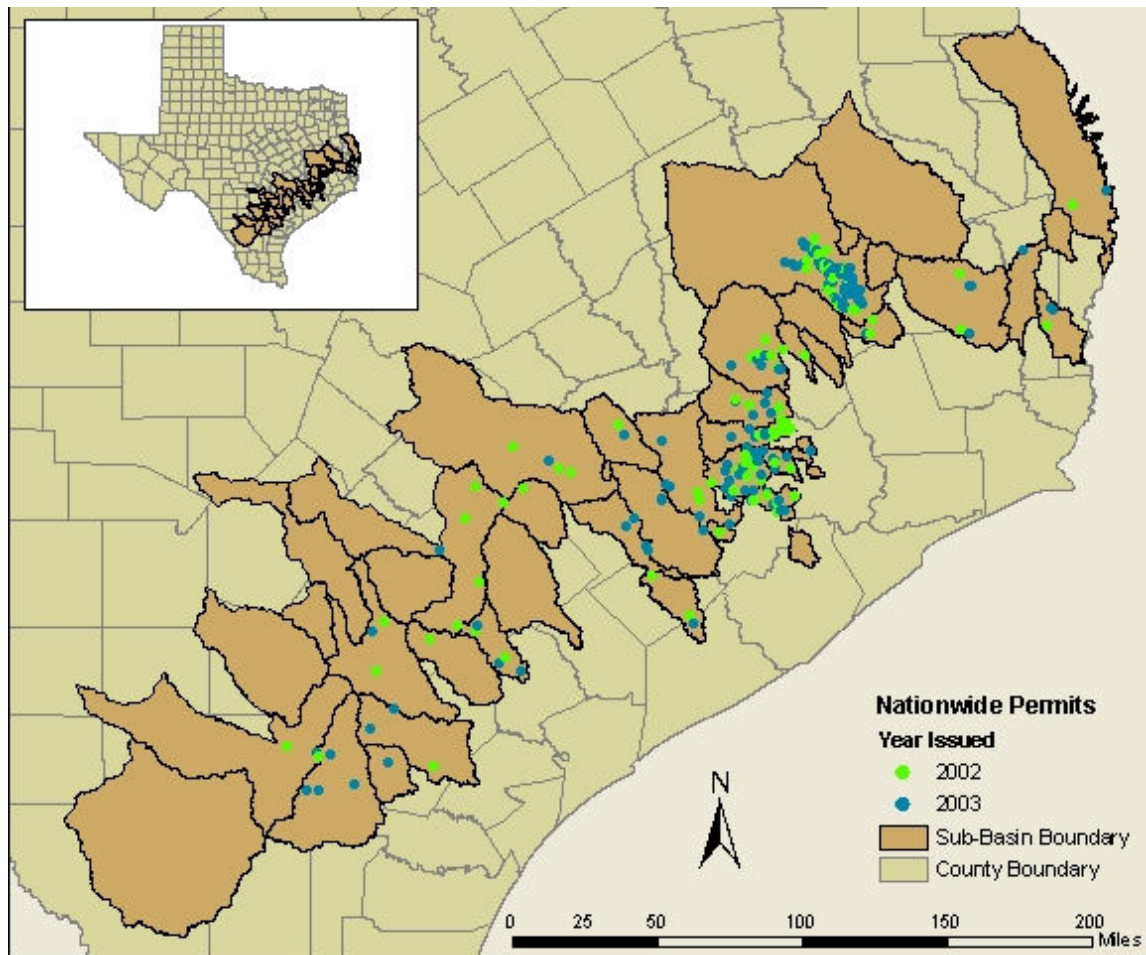 Nationwide Permits
Year Issued
2002
2003
Sub-Basin Boundary
County Boundary
N
0 25 50 100 150 200
Miles